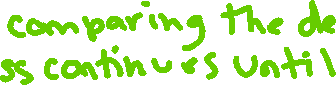 comparing the de
ss continues until